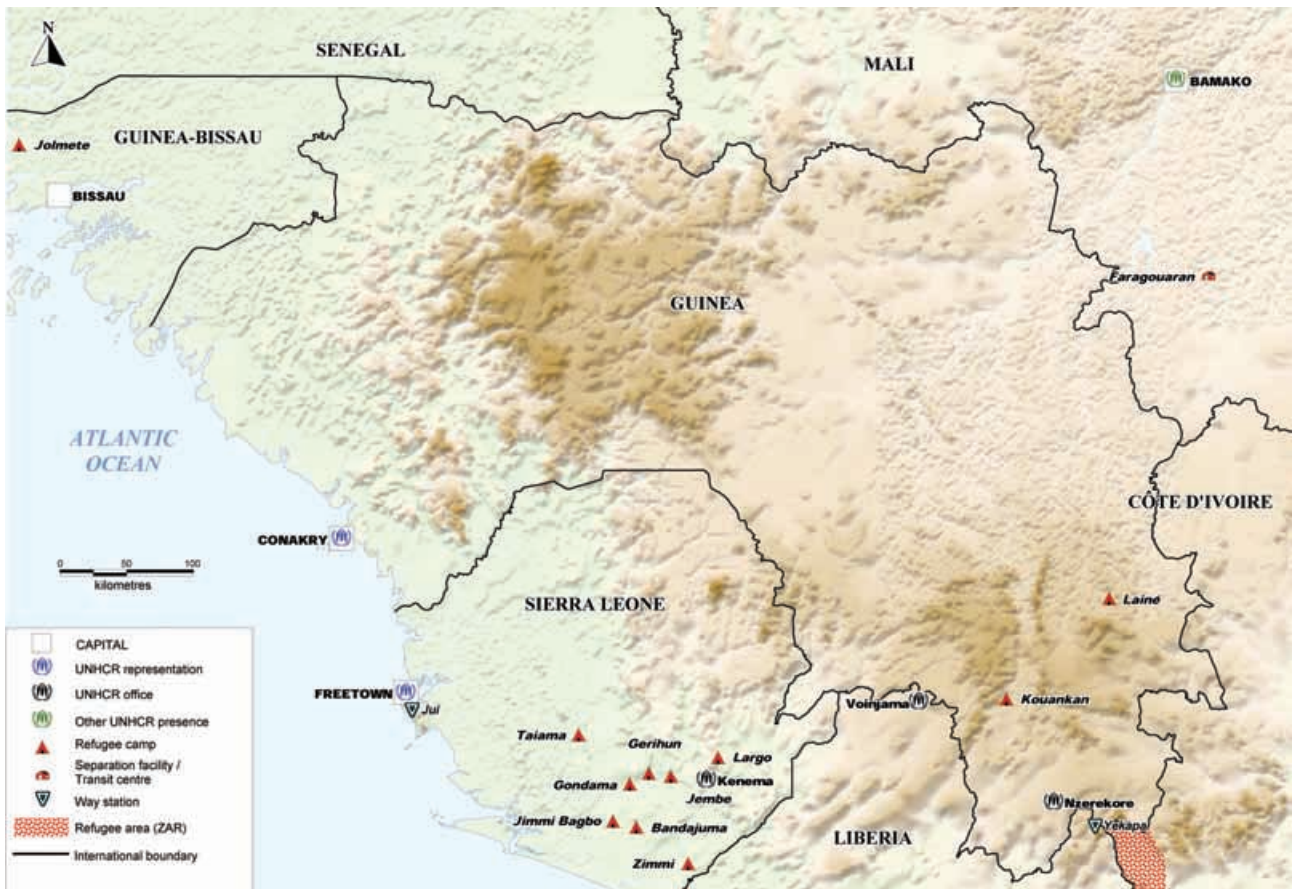 N
SENEGAL
MALI
BAMAKO
GUINEA-BISSAU
Jolmete
BISSAU
Faragouaran
GUINEA
ATLANTIC
OCEAN
CÔTE D'IVOIRE
CONAKRY
0 50 100
kilometres
SIERRA LEONE
Lainé
CAPITAL
UNHCR representation
UNHCR office
Other UNHCR presence
Refugee camp
Separation facility /
Transit centre
Way station
Refugee area (ZAR)
International boundary
FREETOWN
Jui
Voinjama
Kouankan
Taiama
Gerihun
Largo
Gondama
Kenema
Jembe
Jimmi Bagbo
Bandajuma
Nzerekore
Yekapa
Zimmi
LIBERIA